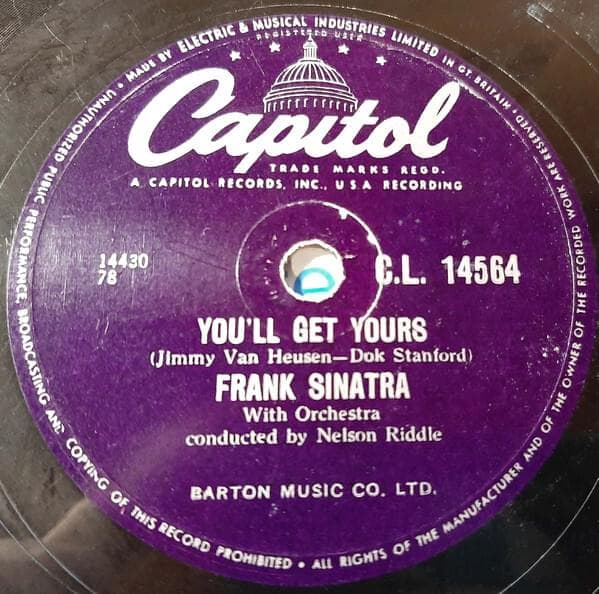 MADE BY ELECTRIC & MUSICAL INDUSTRIES LIMITED IN GT. BRITAIN • 
REGISTERED USER
Capitol
TRADE MARKS REGD.
A CAPITOL RECORDS, INC., U S A RECORDING
14430
78
C.L. 14564
YOU'LL GET YOURS
(Jimmy Van Heusen—Dok Stanford)
FRANK SINATRA
With Orchestra
conducted by Nelson Riddle
BARTON MUSIC CO. LTD.
UNAUTHORIZED PUBLIC PERFORMANCE, BROADCASTING AND COPYING OF THIS RECORD PROHIBITED • ALL RIGHTS OF THE MANUFACTURER AND OF THE OWNER OF THE RECORDED WORK ARE RESERVED